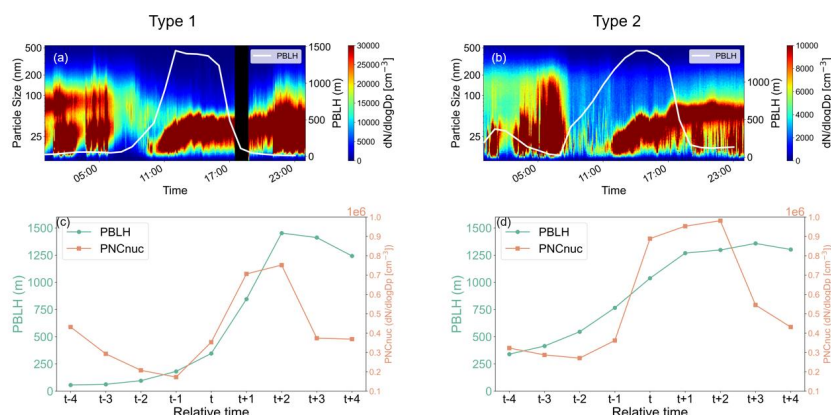 Type 1
Type 2
(a)
PBLH
500
200
100
25
Particle Size (nm)
05:00
11:00
17:00
23:00
Time
1500
1000
500
0
PBLH (m)
30000
25000
20000
15000
10000
5000
0
dN/dlogDp [cm⁻³]
(b)
PBLH
500
200
100
25
Particle Size (nm)
05:00
11:00
17:00
23:00
Time
1000
500
0
PBLH (m)
10000
8000
6000
4000
2000
0
dN/dlogDp [cm⁻³]
(c)
PBLH
PNCnuc
1500
1250
1000
750
500
250
0
PBLH (m)
t-4
t-3
t-2
t-1
t
t+1
t+2
t+3
t+4
Relative time
1e6
1.0
0.9
0.8
0.7
0.6
0.5
0.4
0.3
0.2
0.1
PNCnuc (dN/dlogDp [cm⁻³])
(d)
PBLH
PNCnuc
1500
1250
1000
750
500
250
0
PBLH (m)
t-4
t-3
t-2
t-1
t
t+1
t+2
t+3
t+4
Relative time
1e6
1.0
0.9
0.8
0.7
0.6
0.5
0.4
0.3
0.2
0.1
PNCnuc (dN/dlogDp [cm⁻³])